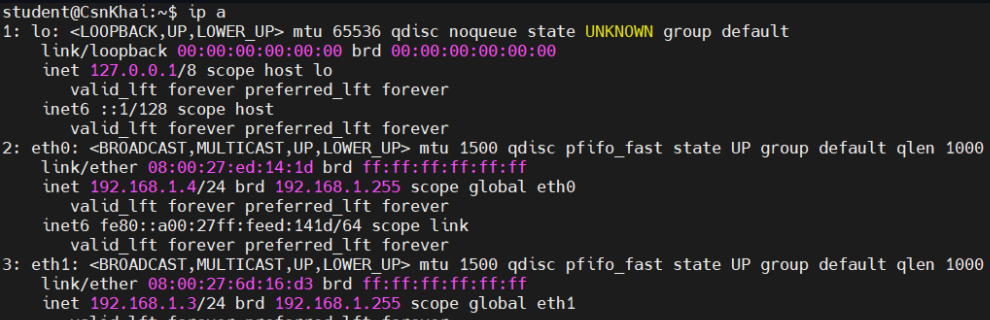 student@CsnKhai:~$ ip a
1: lo: <LOOPBACK,UP,LOWER_UP> mtu 65536 qdisc noqueue state UNKNOWN group default
link/loopback 00:00:00:00:00:00 brd 00:00:00:00:00:00
inet 127.0.0.1/8 scope host lo
valid_lft forever preferred_lft forever
inet6 ::1/128 scope host
valid_lft forever preferred_lft forever
2: eth0: <BROADCAST,MULTICAST,UP,LOWER_UP> mtu 1500 qdisc pfifo_fast state UP group default qlen 1000
link/ether 08:00:27:ed:14:1d brd ff:ff:ff:ff:ff:ff
inet 192.168.1.4/24 brd 192.168.1.255 scope global eth0
valid_lft forever preferred_lft forever
inet6 fe80::a00:27ff:feed:141d/64 scope link
valid_lft forever preferred_lft forever
3: eth1: <BROADCAST,MULTICAST,UP,LOWER_UP> mtu 1500 qdisc pfifo_fast state UP group default qlen 1000
link/ether 08:00:27:6d:16:d3 brd ff:ff:ff:ff:ff:ff
inet 192.168.1.3/24 brd 192.168.1.255 scope global eth1
valid_lft forever preferred_lft forever